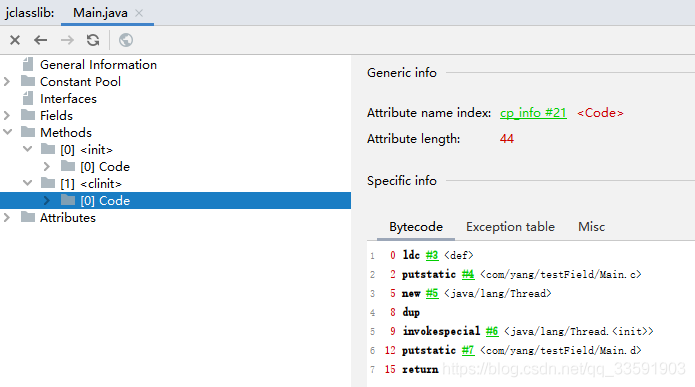 jclasslib: Main.java
General Information
Constant Pool
Interfaces
Fields
Methods
[0] <init>
[0] Code
[1] <clinit>
[0] Code
Attributes
Generic info
Attribute name index: cp_info #21 <Code>
Attribute length: 44
Specific info
Bytecode Exception table Misc
1 0 ldc #3 <def>
2 2 putstatic #4 <com/yang/testField/Main.c>
3 5 new #5 <java/lang/Thread>
4 8 dup
5 9 invokespecial #6 <java/lang/Thread.<init>>
6 12 putstatic #7 <com/yang/testField/Main.d>
7 15 return
https://blog.csdn.net/qq_33591903